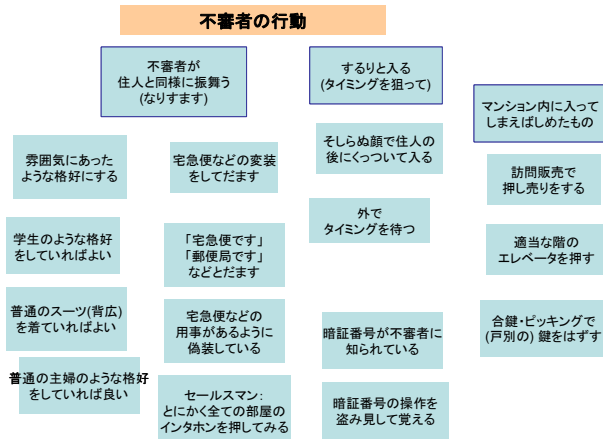 不審者の行動
不審者が
住人と同様に振舞う
(なりすます)
雰囲気にあった
ような格好にする
学生のような格好
をしていればよい
普通のスーツ(背広)
を着ていればよい
普通の主婦のような格好
をしていれば良い
宅急便などの変装
をしてだます
「宅急便です」
「郵便局です」
などとだます
宅急便などの
用事があるように
偽装している
セールスマン:
とにかく全ての部屋の
インタホンを押してみる
するりと入る
(タイミングを狙って)
そしらぬ顔で住人の
後にくっついて入る
外で
タイミングを待つ
暗証番号が不審者に
知られている
暗証番号の操作を
盗み見して覚える
マンション内に入って
しまえばしめたもの
訪問販売で
押し売りをする
適当な階の
エレベータを押す
合鍵・ピッキングで
(戸別の) 鍵をはずす